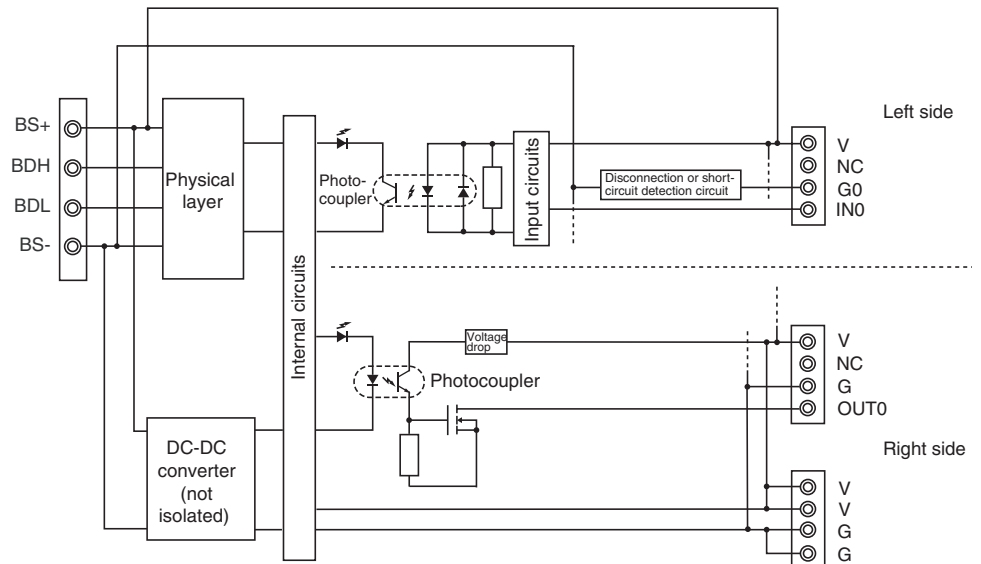 BS+
BDH
BDL
BS-
Physical
layer
Internal circuits
Photo-
coupler
Input circuits
Disconnection or short-
circuit detection circuit
Left side
V
NC
G0
IN0
Voltage
drop
Photocoupler
V
NC
G
OUT0
DC-DC
converter
(not
isolated)
Right side
V
V
G
G